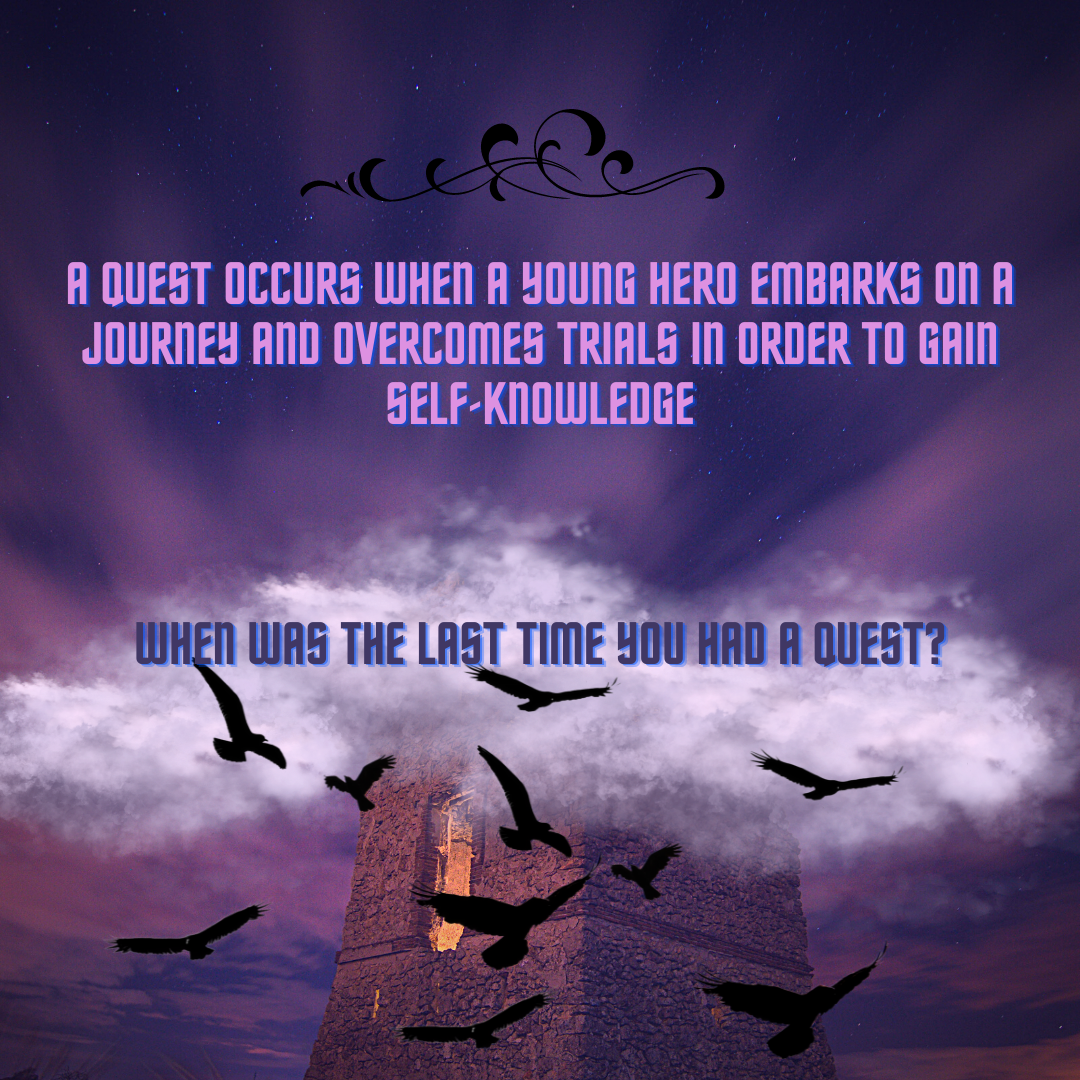 A QUEST OCCURS WHEN A YOUNG HERO EMBARKS ON A
JOURNEY AND OVERCOMES TRIALS IN ORDER TO GAIN
SELF-KNOWLEDGE
WHEN WAS THE LAST TIME YOU HAD A QUEST?